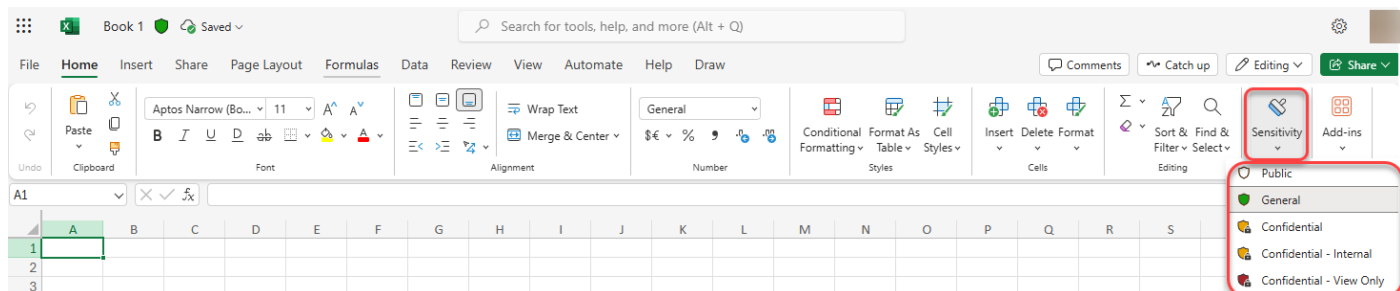 Book 1 Saved
Search for tools, help, and more (Alt + Q)
File Home Insert Share Page Layout Formulas Data Review View Automate Help Draw
Comments Catch up Editing Share
Aptos Narrow (Bo... 11 A^ A˅ Wrap Text General
Paste B I U D ab A Merge & Center $€ % 9 .0 .00 Conditional Formatting Format As Table Cell Styles Insert Delete Format Σ Sort & Filter Find & Select Sensitivity Add-ins
Undo Clipboard Font Alignment Number Styles Cells Editing
Public
A1 fx
General
A B C D E F G H I J K L M N O P Q R S
Confidential
1
Confidential - Internal
2
Confidential - View Only
3